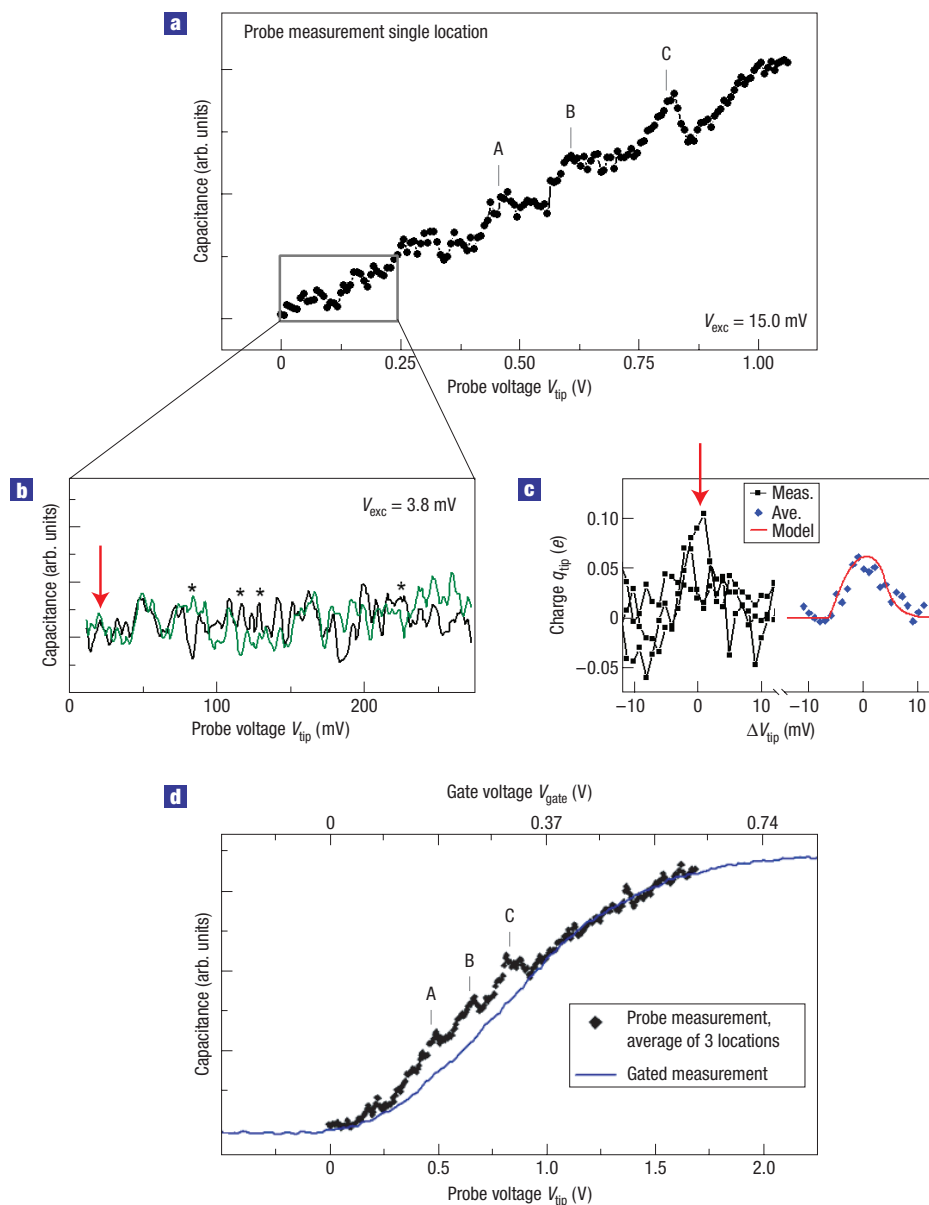 a
Probe measurement single location
A
B
C
Capacitance (arb. units)
V_exc = 15.0 mV
0
0.25
0.50
0.75
1.00
Probe voltage V_tip (V)
b
V_exc = 3.8 mV
Capacitance (arb. units)
* * * *
0
100
200
Probe voltage V_tip (mV)
c
Meas.
Ave.
Model
Charge q_tip (e)
0.10
0.05
0
−0.05
−10
0
10
−10
0
10
ΔV_tip (mV)
d
Gate voltage V_gate (V)
0
0.37
0.74
Capacitance (arb. units)
A
B
C
Probe measurement,
average of 3 locations
Gated measurement
0
0.5
1.0
1.5
2.0
Probe voltage V_tip (V)